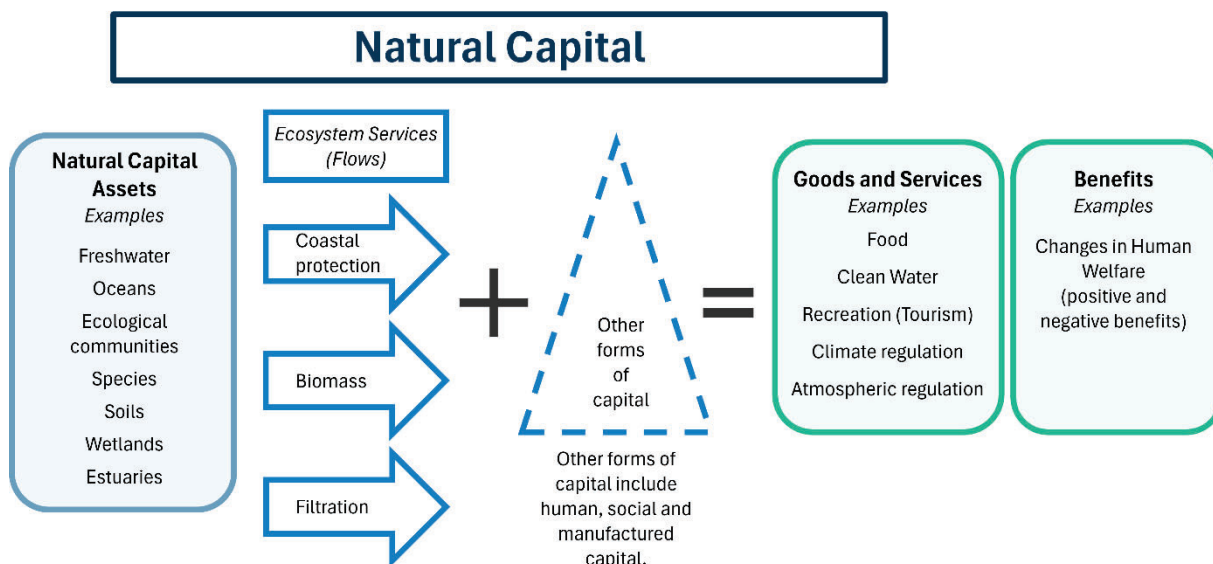 Natural Capital
Natural Capital
Assets
Examples
Freshwater
Oceans
Ecological
communities
Species
Soils
Wetlands
Estuaries
Ecosystem Services
(Flows)
Coastal
protection
Biomass
Filtration
Other
forms
of
capital
Other forms of
capital include
human, social and
manufactured
capital.
Goods and Services
Examples
Food
Clean Water
Recreation (Tourism)
Climate regulation
Atmospheric regulation
Benefits
Examples
Changes in Human
Welfare
(positive and
negative benefits)